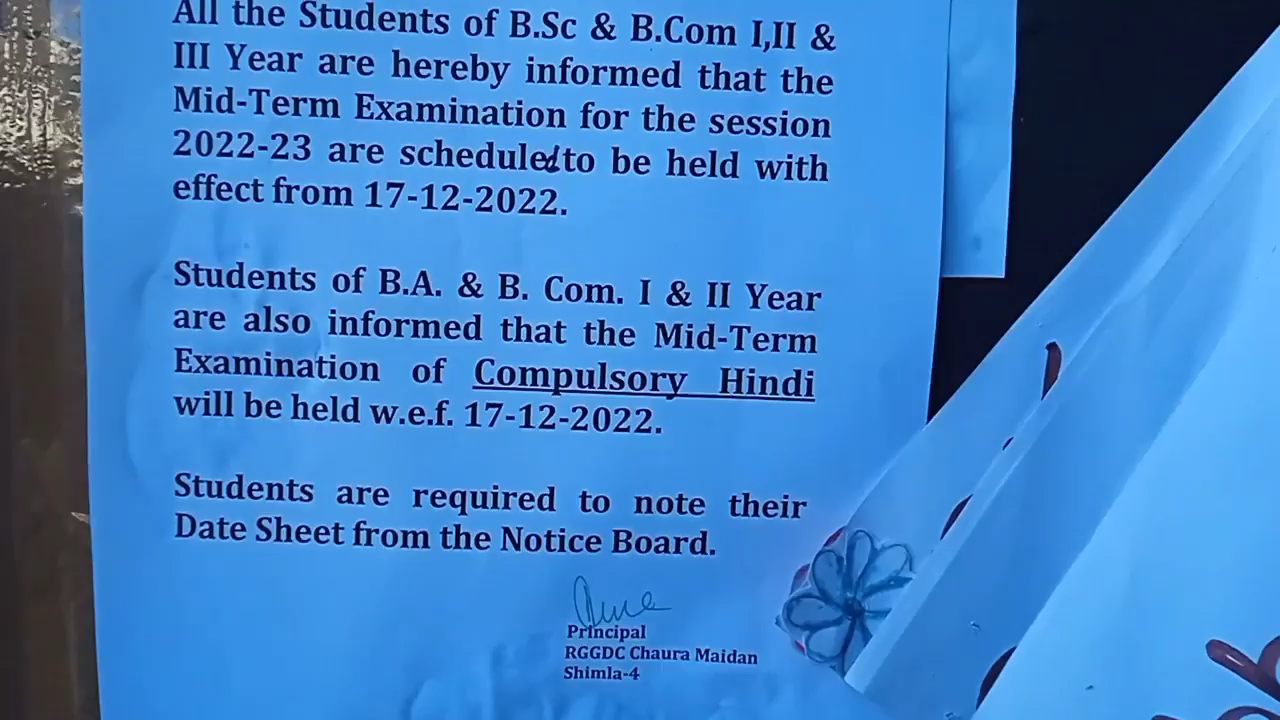 All the Students of B.Sc & B.Com I,II &
III Year are hereby informed that the
Mid-Term Examination for the session
2022-23 are scheduled to be held with
effect from 17-12-2022.
Students of B.A. & B. Com. I & II Year
are also informed that the Mid-Term
Examination of Compulsory Hindi
will be held w.e.f. 17-12-2022.
Students are required to note their
Date Sheet from the Notice Board.
Principal
RGGDC Chaura Maidan
Shimla-4